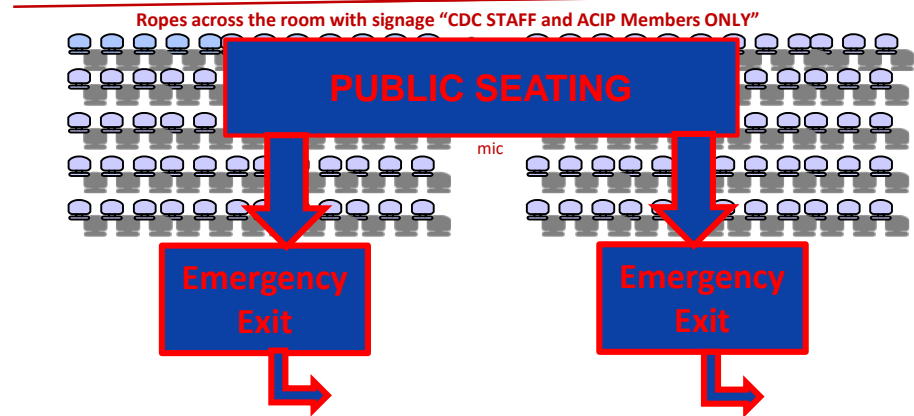 Ropes across the room with signage “CDC STAFF and ACIP Members ONLY”
PUBLIC SEATING
mic
Emergency
Exit
Emergency
Exit